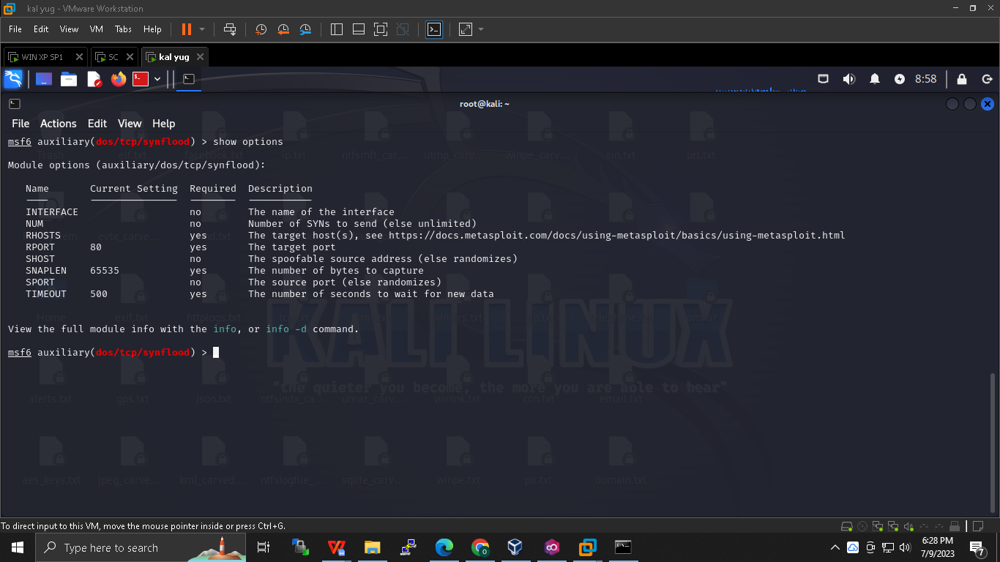 kal yug - VMware Workstation
File Edit View VM Tabs Help
WIN XP SP1 SC kal yug
8:58
root@kali: ~
File Actions Edit View Help
msf6 auxiliary(dos/tcp/synflood) > show options
Trash elf.txt facebook.txt ip.txt ntfsmft_car... utmp_carv... winpe_carv... sin.txt url.txt
Module options (auxiliary/dos/tcp/synflood):
Name Current Setting Required Description
INTERFACE no The name of the interface
NUM no Number of SYNs to send (else unlimited)
RHOSTS yes The target host(s), see https://docs.metasploit.com/docs/using-metasploit/basics/using-metasploit.html
RPORT 80 yes The target port
SHOST no The spoofable source address (else randomizes)
SNAPLEN 65535 yes The number of bytes to capture
SPORT no The source port (else randomizes)
TIMEOUT 500 yes The number of seconds to wait for new data
Home exif.txt httplogs.txt
View the full module info with the info, or info -d command.
KALI LINUX
msf6 auxiliary(dos/tcp/synflood) >
"the quieter you become, the more you are able to hear"
alerts.txt gps.txt json.txt ntfsindx_ca... unrar_carv... winlnk.txt ccn.txt email.txt
aes_keys.txt jpeg_carve... kml_carved... ntfslogfile_... sqlite_carv... winpe.txt pii.txt domain.txt
To direct input to this VM, move the mouse pointer inside or press Ctrl+G.
Type here to search
6:28 PM
7/9/2023
7